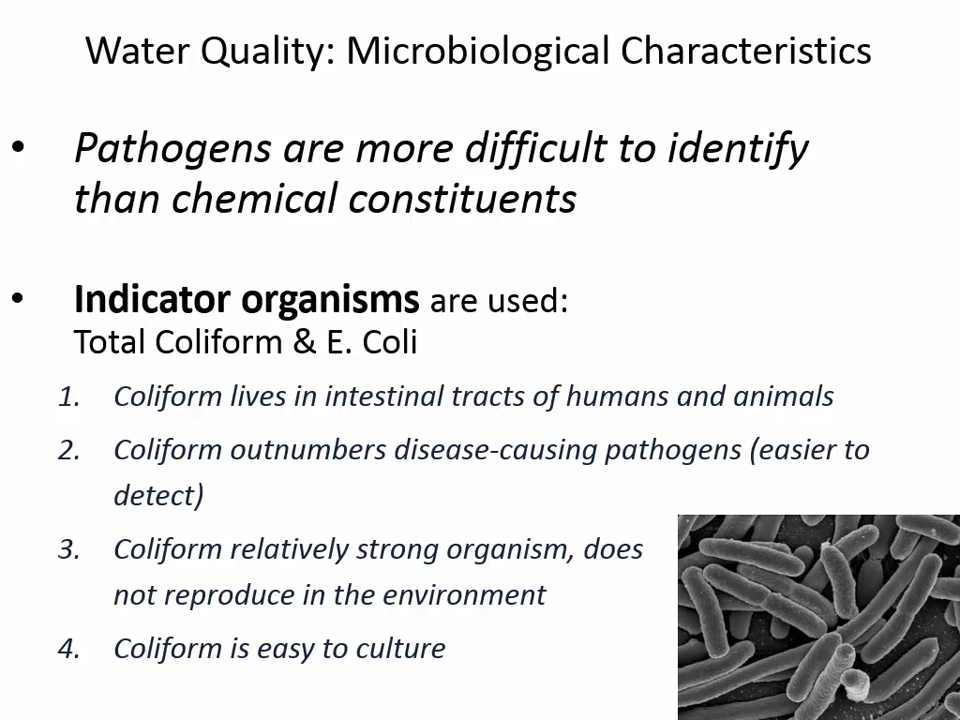 Water Quality: Microbiological Characteristics
• Pathogens are more difficult to identify
than chemical constituents
• Indicator organisms are used:
Total Coliform & E. Coli
1. Coliform lives in intestinal tracts of humans and animals
2. Coliform outnumbers disease-causing pathogens (easier to
detect)
3. Coliform relatively strong organism, does
not reproduce in the environment
4. Coliform is easy to culture